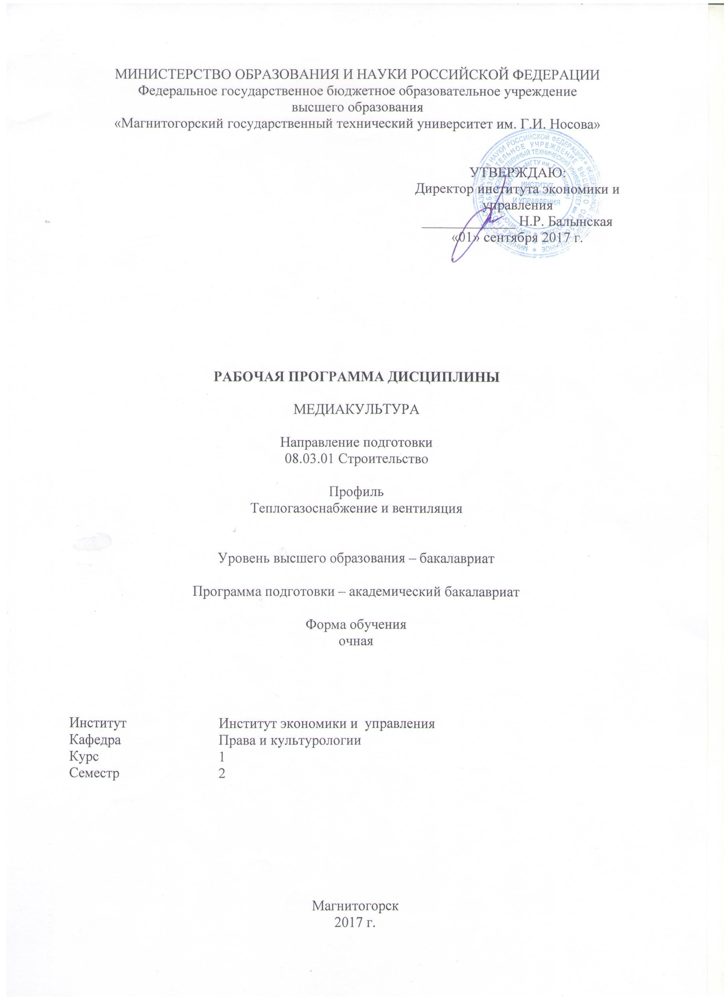 МИНИСТЕРСТВО ОБРАЗОВАНИЯ И НАУКИ РОССИЙСКОЙ ФЕДЕРАЦИИ
Федеральное государственное бюджетное образовательное учреждение
высшего образования
«Магнитогорский государственный технический университет им. Г.И. Носова»
УТВЕРЖДАЮ:
Директор института экономики и
управления
Н.Р. Балынская
«01» сентября 2017 г.
ИНСТИТУТ
ЭКОНОМИКИ
И УПРАВЛЕНИЯ
РАБОЧАЯ ПРОГРАММА ДИСЦИПЛИНЫ
МЕДИАКУЛЬТУРА
Направление подготовки
08.03.01 Строительство
Профиль
Теплогазоснабжение и вентиляция
Уровень высшего образования – бакалавриат
Программа подготовки – академический бакалавриат
Форма обучения
очная
Институт Институт экономики и управления
Кафедра Права и культурологии
Курс 1
Семестр 2
Магнитогорск
2017 г.